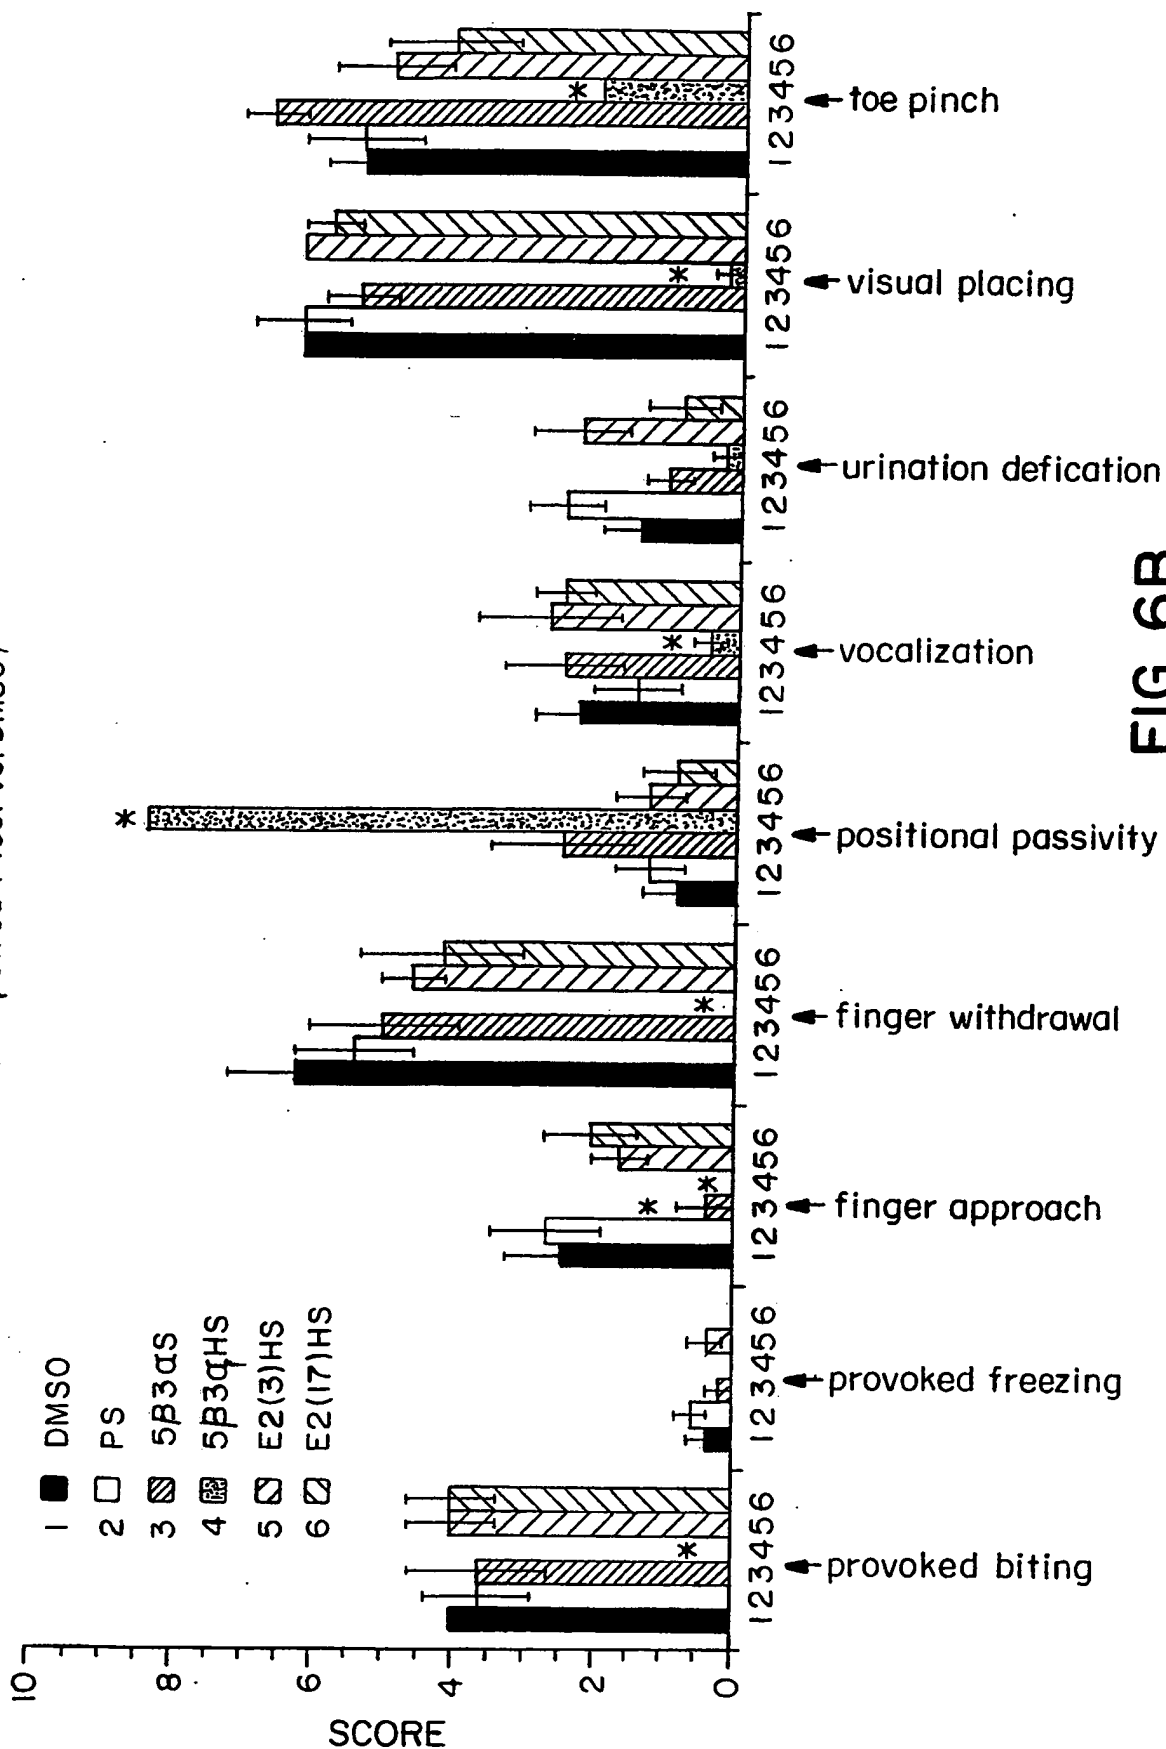 1 DMSO
2 PS
3 5β3αS
4 5β3αHS
5 E2(3)HS
6 E2(17)HS
SCORE
10
8
6
4
2
0
123456
123456
123456
123456
123456
123456
123456
123456
123456
provoked biting
provoked freezing
finger approach
finger withdrawal
positional passivity
vocalization
urination defication
visual placing
toe pinch
*
*
*
*
*
*
*
*
FIG 6B